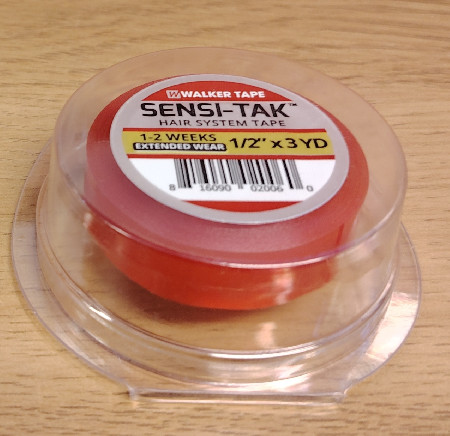 WALKER TAPE
SENSI-TAK™
HAIR SYSTEM TAPE
1-2 WEEKS
EXTENDED WEAR
1/2" x 3 YD
8 16090 02006 0